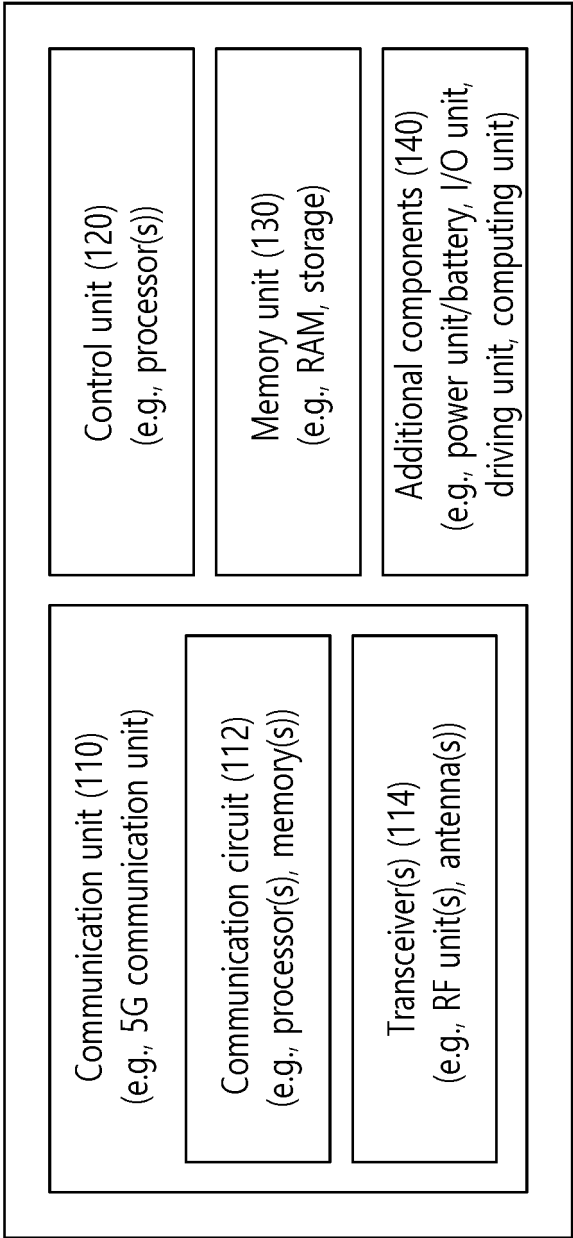 Communication unit (110)
(e.g., 5G communication unit)
Communication circuit (112)
(e.g., processor(s), memory(s))
Transceiver(s) (114)
(e.g., RF unit(s), antenna(s))
Control unit (120)
(e.g., processor(s))
Memory unit (130)
(e.g., RAM, storage)
Additional components (140)
(e.g., power unit/battery, I/O unit,
driving unit, computing unit)